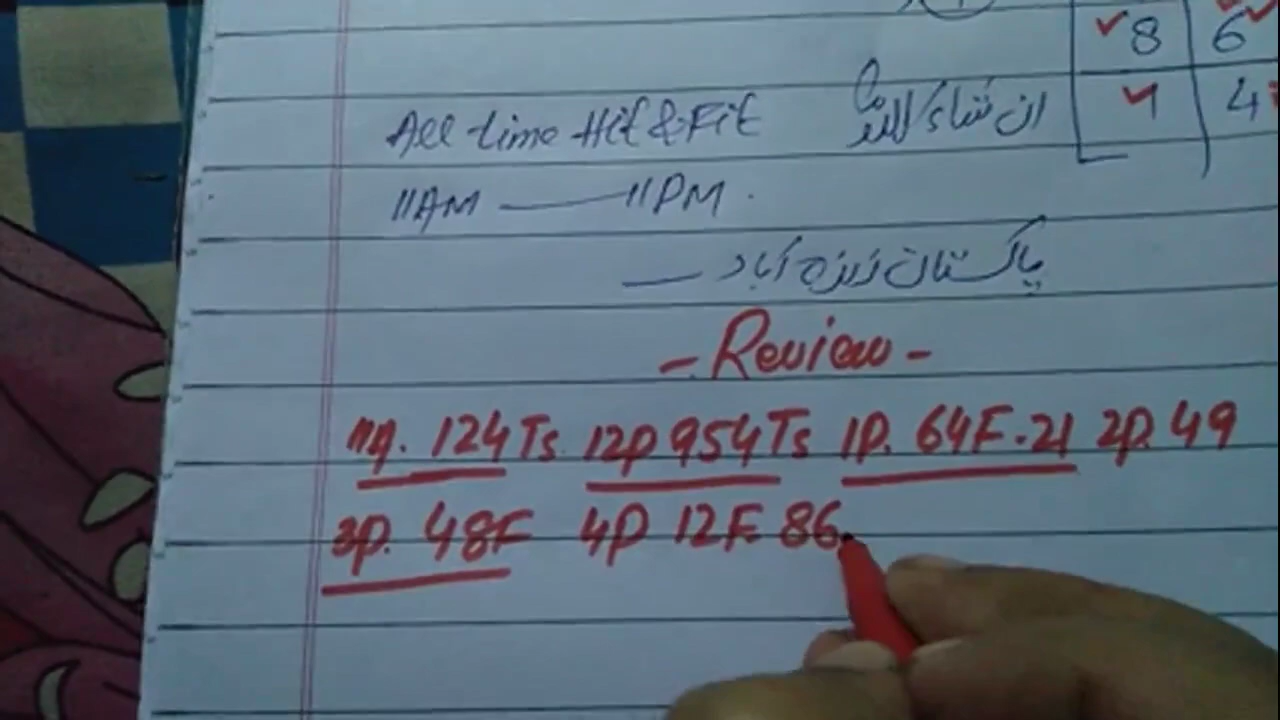 8 6
1 4
All time Hit & Fit ان شاء اللہ
11AM — 11PM.
پاکستان زندہ آباد —
- Review -
11A. 124Ts 12P 954Ts 1P. 64F.21 2P. 49
3P. 48F 4P 12F. 86.